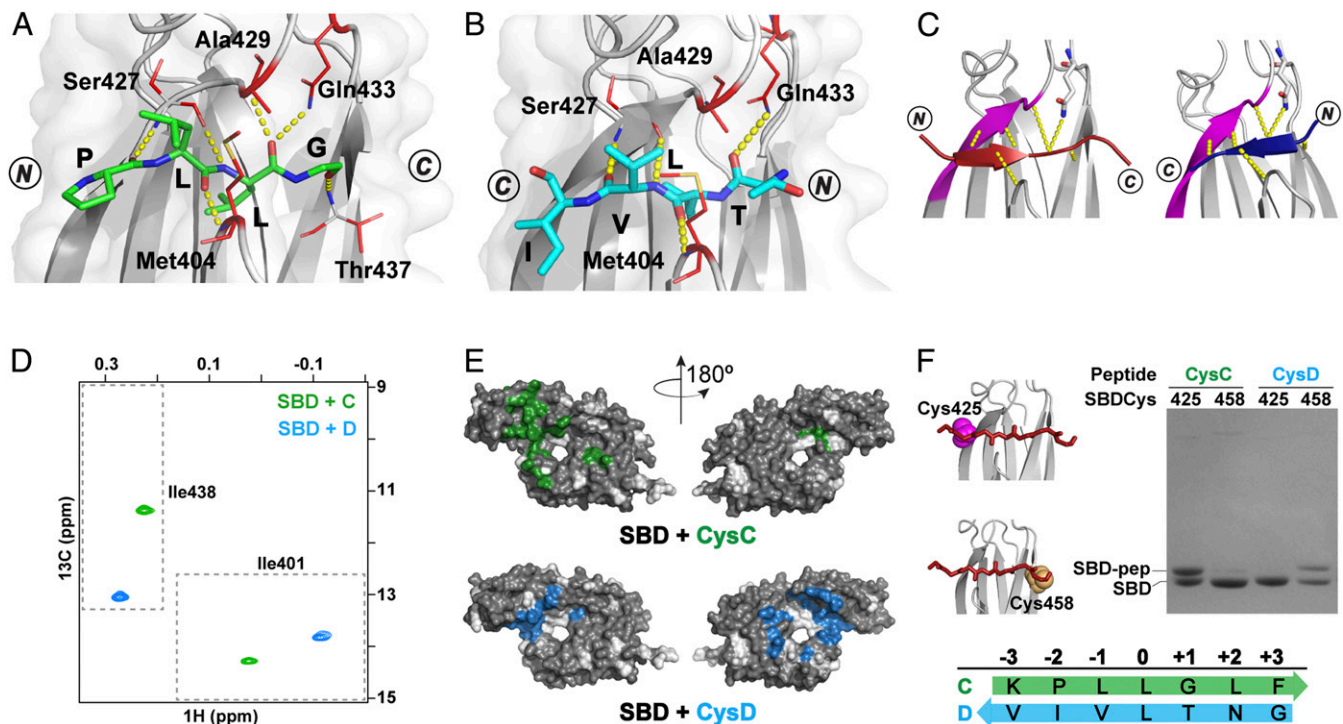 A
Ala429
Ser427
Gln433
P
G
N
C
L
L
Met404
Thr437
B
Ala429
Ser427
Gln433
L
C
N
V
T
I
Met404
C
N
C
N
C
D
0.3 0.1 -0.1
9
SBD + C
SBD + D
11
Ile438
13C (ppm)
Ile401
13
15
1H (ppm)
E
180º
SBD + CysC
SBD + CysD
F
Peptide CysC CysD
SBDCys 425 458 425 458
Cys425
SBD-pep
SBD
Cys458
-3 -2 -1 0 +1 +2 +3
C K P L L G L F
D V I V L T N G